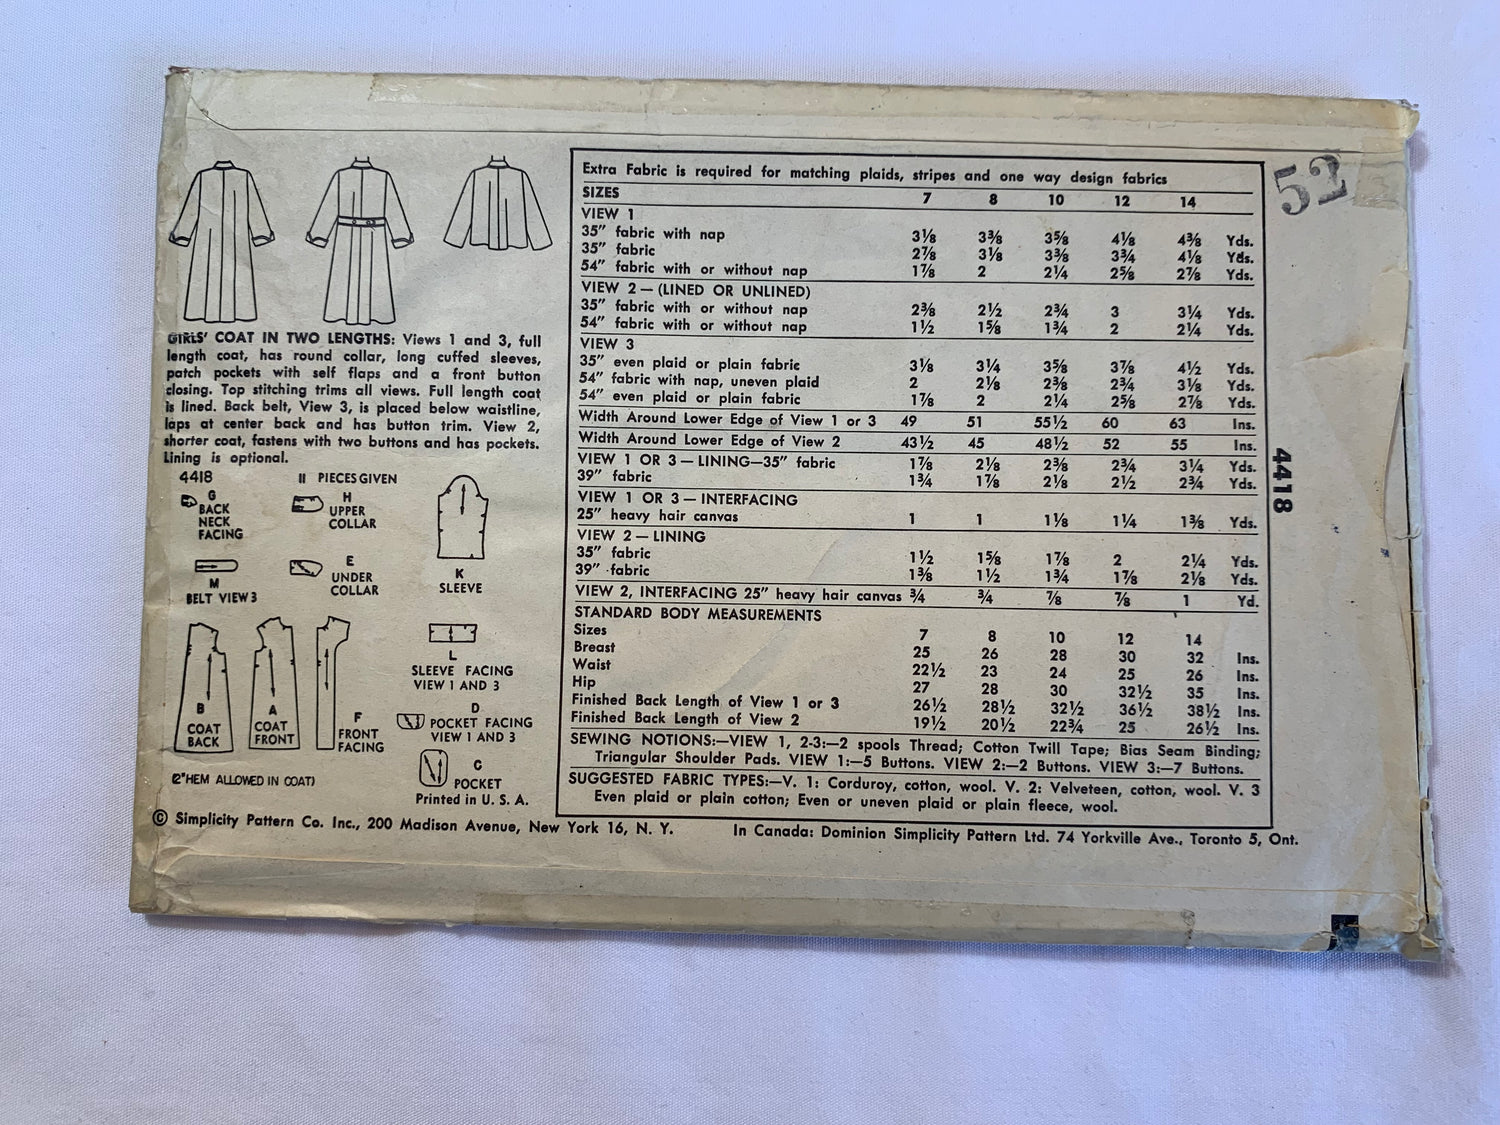 52
Extra Fabric is required for matching plaids, stripes and one way design fabrics
SIZES 7 8 10 12 14
VIEW 1
35" fabric with nap 3⅛ 3⅜ 3⅝ 4⅛ 4⅜ Yds.
35" fabric 2⅞ 3⅛ 3⅜ 3¾ 4⅛ Yds.
54" fabric with or without nap 1⅞ 2 2¼ 2⅝ 2⅞ Yds.
VIEW 2 — (LINED OR UNLINED)
35" fabric with or without nap 2⅜ 2½ 2¾ 3 3¼ Yds.
54" fabric with or without nap 1½ 1⅝ 1¾ 2 2¼ Yds.
VIEW 3
35" even plaid or plain fabric 3⅛ 3¼ 3⅝ 3⅞ 4½ Yds.
54" fabric with nap, uneven plaid 2 2⅛ 2⅜ 2¾ 3⅛ Yds.
54" even plaid or plain fabric 1⅞ 2 2¼ 2⅝ 2⅞ Yds.
Width Around Lower Edge of View 1 or 3 49 51 55½ 60 63 Ins.
Width Around Lower Edge of View 2 43½ 45 48½ 52 55 Ins.
VIEW 1 OR 3 — LINING—35" fabric 1⅞ 2⅛ 2⅜ 2¾ 3¼ Yds.
39" fabric 1¾ 1⅞ 2⅛ 2½ 2¾ Yds.
VIEW 1 OR 3 — INTERFACING
25" heavy hair canvas 1 1 1⅛ 1¼ 1⅜ Yds.
VIEW 2 — LINING
35" fabric 1½ 1⅝ 1⅞ 2 2¼ Yds.
39" fabric 1⅜ 1½ 1¾ 1⅞ 2⅛ Yds.
VIEW 2, INTERFACING 25" heavy hair canvas ¾ ¾ ⅞ ⅞ 1 Yd.
STANDARD BODY MEASUREMENTS
Sizes 7 8 10 12 14
Breast 25 26 28 30 32 Ins.
Waist 22½ 23 24 25 26 Ins.
Hip 27 28 30 32½ 35 Ins.
Finished Back Length of View 1 or 3 26½ 28½ 32½ 36½ 38½ Ins.
Finished Back Length of View 2 19½ 20½ 22¾ 25 26½ Ins.
SEWING NOTIONS:—VIEW 1, 2-3:—2 spools Thread; Cotton Twill Tape; Bias Seam Binding;
Triangular Shoulder Pads. VIEW 1:—5 Buttons. VIEW 2:—2 Buttons. VIEW 3:—7 Buttons.
SUGGESTED FABRIC TYPES:—V. 1: Corduroy, cotton, wool. V. 2: Velveteen, cotton, wool. V. 3
Even plaid or plain cotton; Even or uneven plaid or plain fleece, wool.
4418
GIRLS' COAT IN TWO LENGTHS: Views 1 and 3, full
length coat, has round collar, long cuffed sleeves,
patch pockets with self flaps and a front button
closing. Top stitching trims all views. Full length coat
is lined. Back belt, View 3, is placed below waistline,
laps at center back and has button trim. View 2,
shorter coat, fastens with two buttons and has pockets.
Lining is optional.
4418 11 PIECES GIVEN
G
BACK
NECK
FACING
H
UPPER
COLLAR
M
BELT VIEW 3
E
UNDER
COLLAR
K
SLEEVE
B
COAT
BACK
A
COAT
FRONT
F
FRONT
FACING
L
SLEEVE FACING
VIEW 1 AND 3
D
POCKET FACING
VIEW 1 AND 3
C
POCKET
(2"HEM ALLOWED IN COAT)
Printed in U. S. A.
© Simplicity Pattern Co. Inc., 200 Madison Avenue, New York 16, N. Y. In Canada: Dominion Simplicity Pattern Ltd. 74 Yorkville Ave., Toronto 5, Ont.